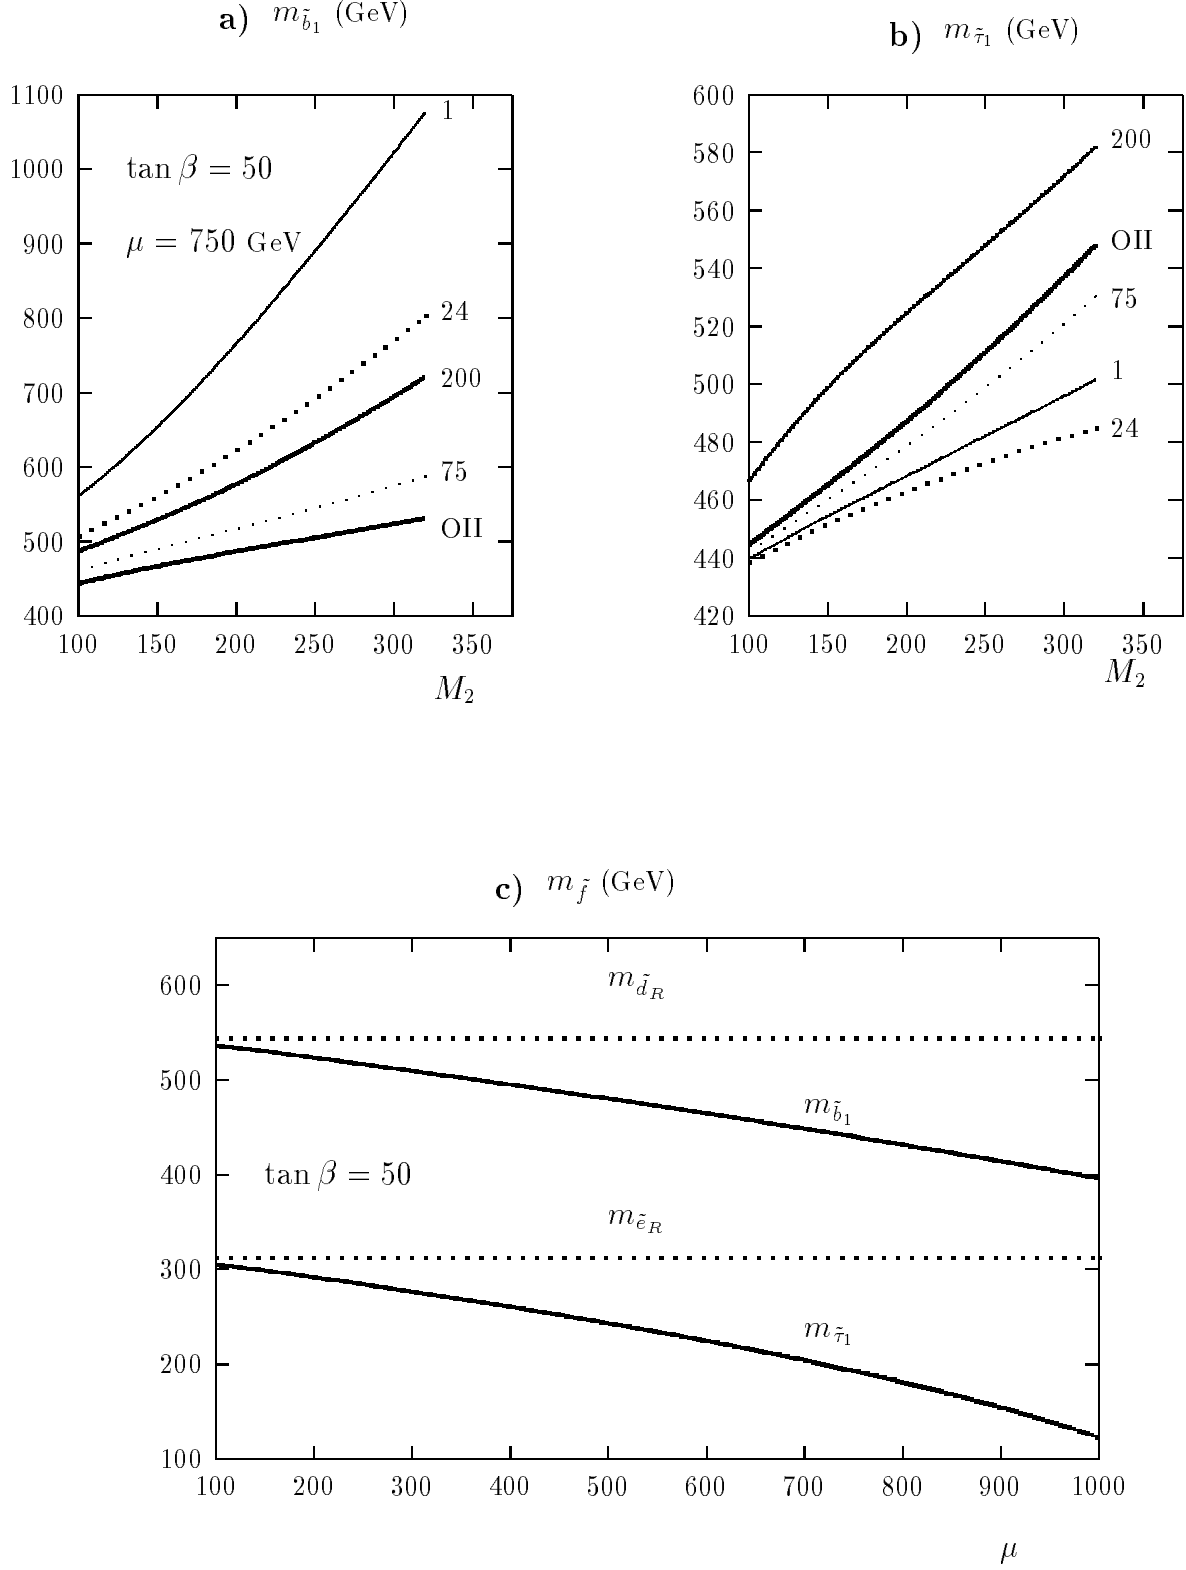 a) m_{\tilde{b}_1} (GeV)
1100
1000
900
800
700
600
500
400
100 150 200 250 300 350
M_2
tan β = 50
μ = 750 GeV
1
24
200
75
OII
b) m_{\tilde{τ}_1} (GeV)
600
580
560
540
520
500
480
460
440
420
100 150 200 250 300 350
M_2
200
OII
75
1
24
c) m_{\tilde{f}} (GeV)
600
500
400
300
200
100
100 200 300 400 500 600 700 800 900 1000
μ
m_{\tilde{d}_R}
m_{\tilde{b}_1}
tan β = 50
m_{\tilde{e}_R}
m_{\tilde{τ}_1}